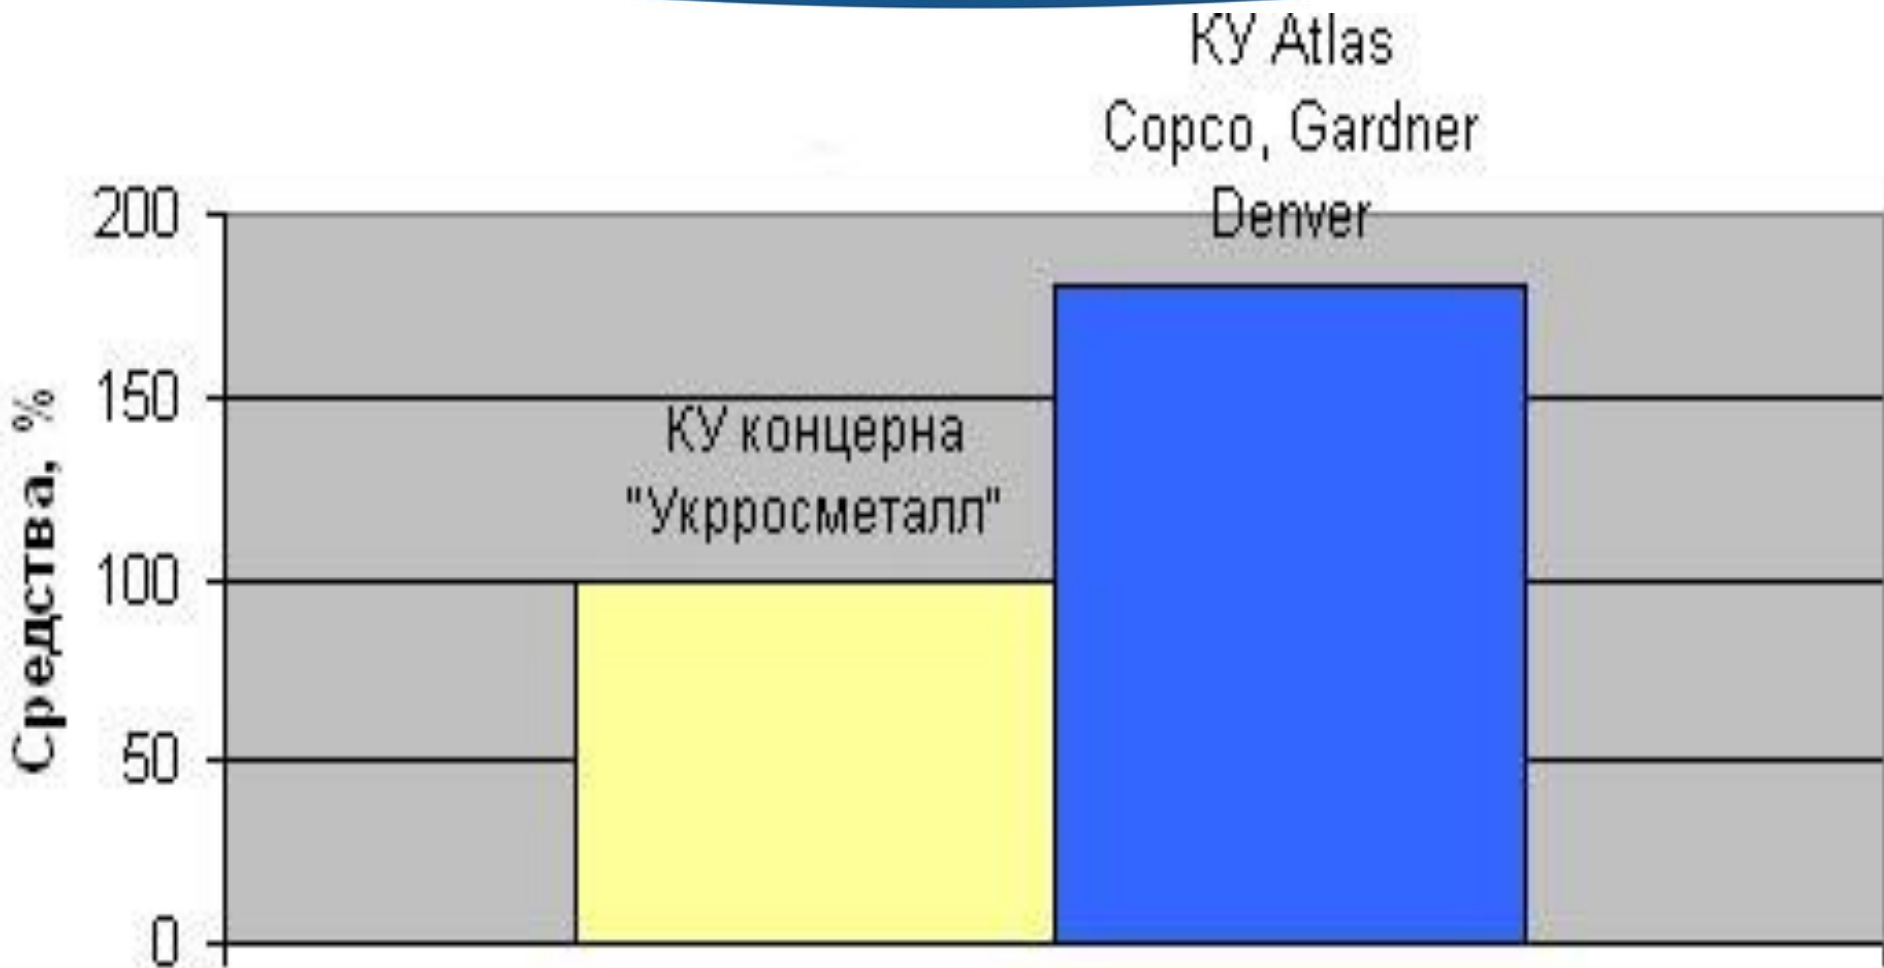 КУ Atlas
Copco, Gardner
Denver
200
150
КУ концерна
"Укрросметалл"
100
50
0
Средства, %